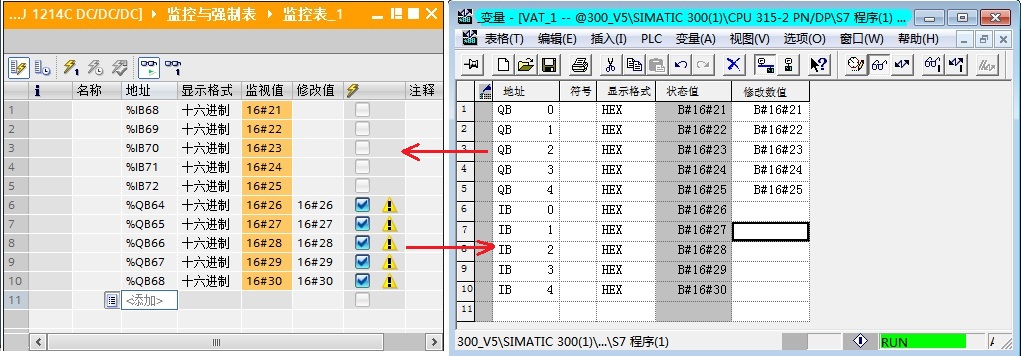 ...J 1214C DC/DC/DC] ▸ 监控与强制表 ▸ 监控表_1
i 名称 地址 显示格式 监视值 修改值 注释
1 %IB68 十六进制 16#21
2 %IB69 十六进制 16#22
3 %IB70 十六进制 16#23
4 %IB71 十六进制 16#24
5 %IB72 十六进制 16#25
6 %QB64 十六进制 16#26 16#26
7 %QB65 十六进制 16#27 16#27
8 %QB66 十六进制 16#28 16#28
9 %QB67 十六进制 16#29 16#29
10 %QB68 十六进制 16#30 16#30
11 <添加>
变量 - [VAT_1 -- @300_V5\SIMATIC 300(1)\CPU 315-2 PN/DP\S7 程序(1) ...
表格(T) 编辑(E) 插入(I) PLC 变量(A) 视图(V) 选项(O) 窗口(W) 帮助(H)
地址 符号 显示格式 状态值 修改数值
1 QB 0 HEX B#16#21 B#16#21
2 QB 1 HEX B#16#22 B#16#22
3 QB 2 HEX B#16#23 B#16#23
4 QB 3 HEX B#16#24 B#16#24
5 QB 4 HEX B#16#25 B#16#25
6 IB 0 HEX B#16#26
7 IB 1 HEX B#16#27
8 IB 2 HEX B#16#28
9 IB 3 HEX B#16#29
10 IB 4 HEX B#16#30
11
300_V5\SIMATIC 300(1)\...\S7 程序(1) RUN